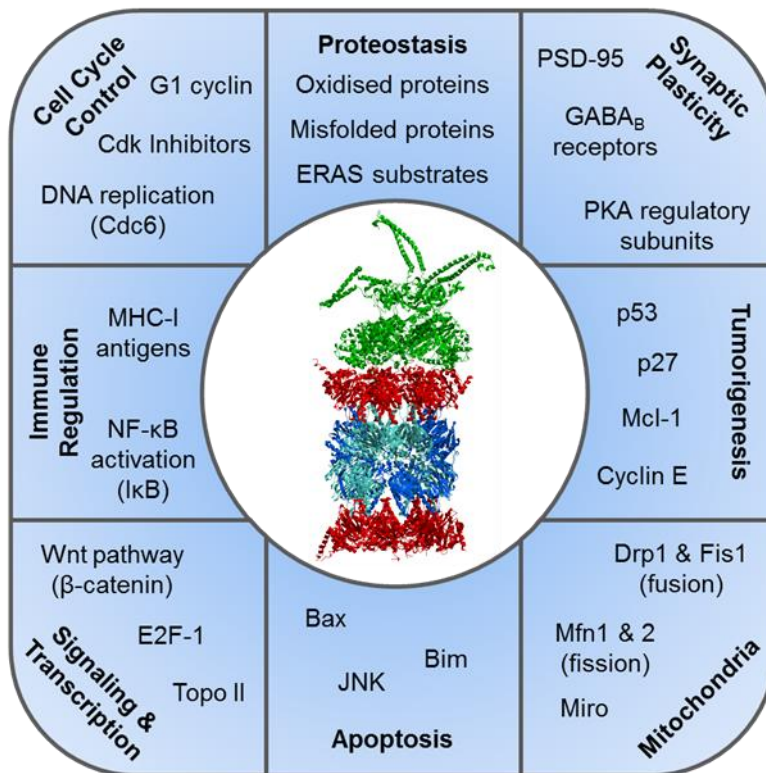 Cell Cycle
Control
G1 cyclin
Cdk Inhibitors
DNA replication
(Cdc6)
Proteostasis
Oxidised proteins
Misfolded proteins
ERAS substrates
Synaptic
Plasticity
PSD-95
GABAB
receptors
PKA regulatory
subunits
Immune
Regulation
MHC-I
antigens
NF-κB
activation
(IκB)
Tumorigenesis
p53
p27
Mcl-1
Cyclin E
Signaling &
Transcription
Wnt pathway
(β-catenin)
E2F-1
Topo II
Bax
Bim
JNK
Apoptosis
Drp1 & Fis1
(fusion)
Mfn1 & 2
(fission)
Miro
Mitochondria